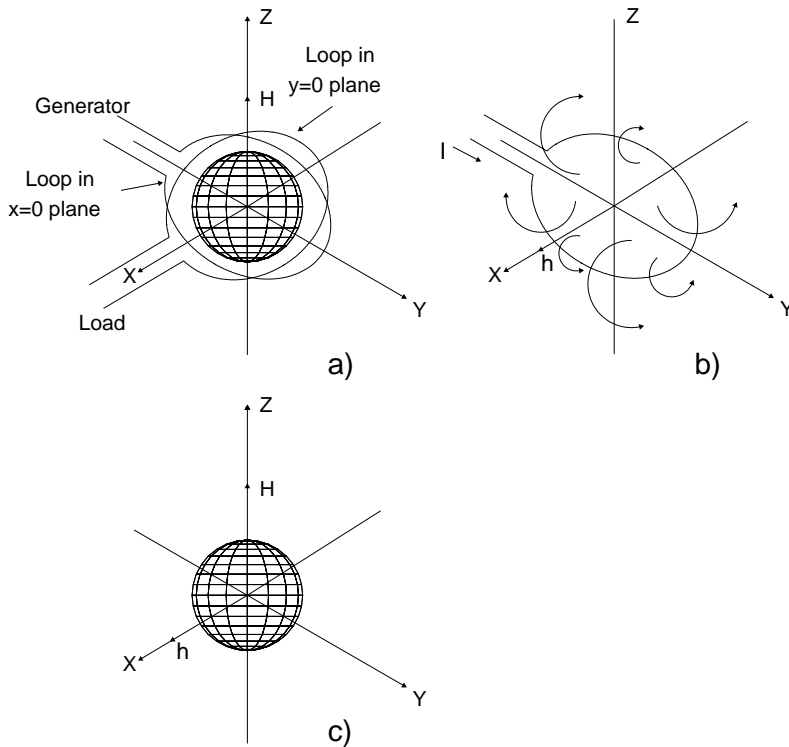 Z
Loop in
y=0 plane
H
Generator
Loop in
x=0 plane
X
Load
Y
a)
Z
I
X
h
Y
b)
Z
H
X
h
Y
c)